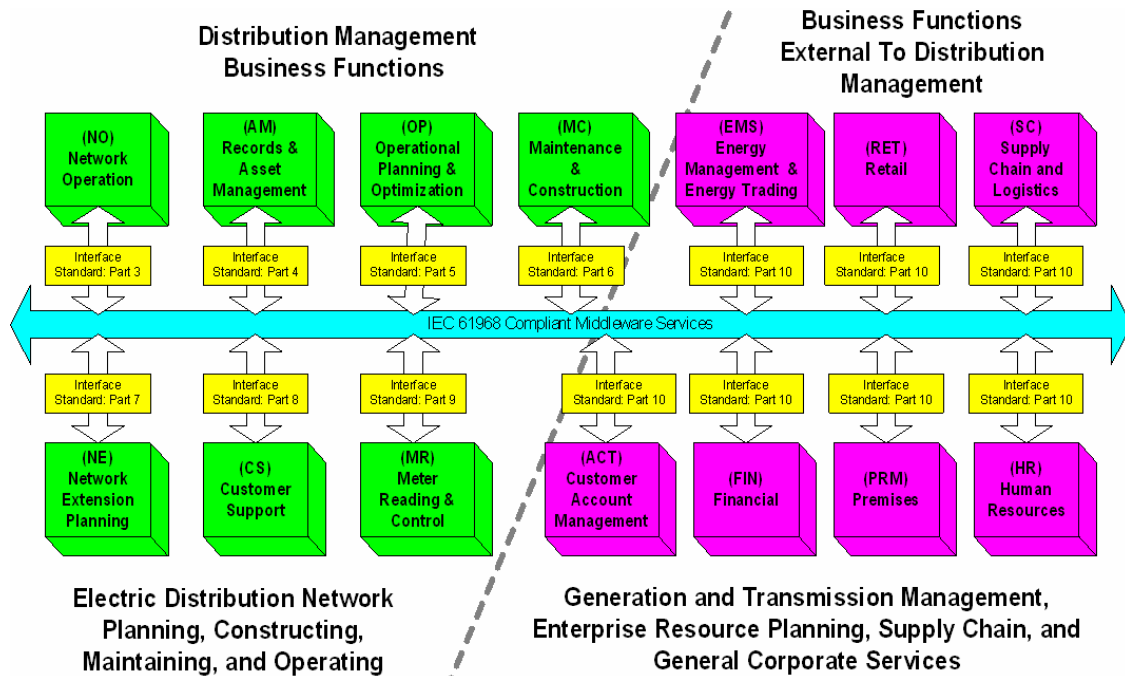 Distribution Management
Business Functions
Business Functions
External To Distribution
Management
(NO)
Network
Operation
(AM)
Records &
Asset
Management
(OP)
Operational
Planning &
Optimization
(MC)
Maintenance
&
Construction
(EMS)
Energy
Management &
Energy Trading
(RET)
Retail
(SC)
Supply
Chain and
Logistics
Interface
Standard: Part 3
Interface
Standard: Part 4
Interface
Standard: Part 5
Interface
Standard: Part 6
Interface
Standard: Part 10
Interface
Standard: Part 10
Interface
Standard: Part 10
IEC 61968 Compliant Middleware Services
Interface
Standard: Part 7
Interface
Standard: Part 8
Interface
Standard: Part 9
Interface
Standard: Part 10
Interface
Standard: Part 10
Interface
Standard: Part 10
Interface
Standard: Part 10
(NE)
Network
Extension
Planning
(CS)
Customer
Support
(MR)
Meter
Reading &
Control
(ACT)
Customer
Account
Management
(FIN)
Financial
(PRM)
Premises
(HR)
Human
Resources
Electric Distribution Network
Planning, Constructing,
Maintaining, and Operating
Generation and Transmission Management,
Enterprise Resource Planning, Supply Chain, and
General Corporate Services